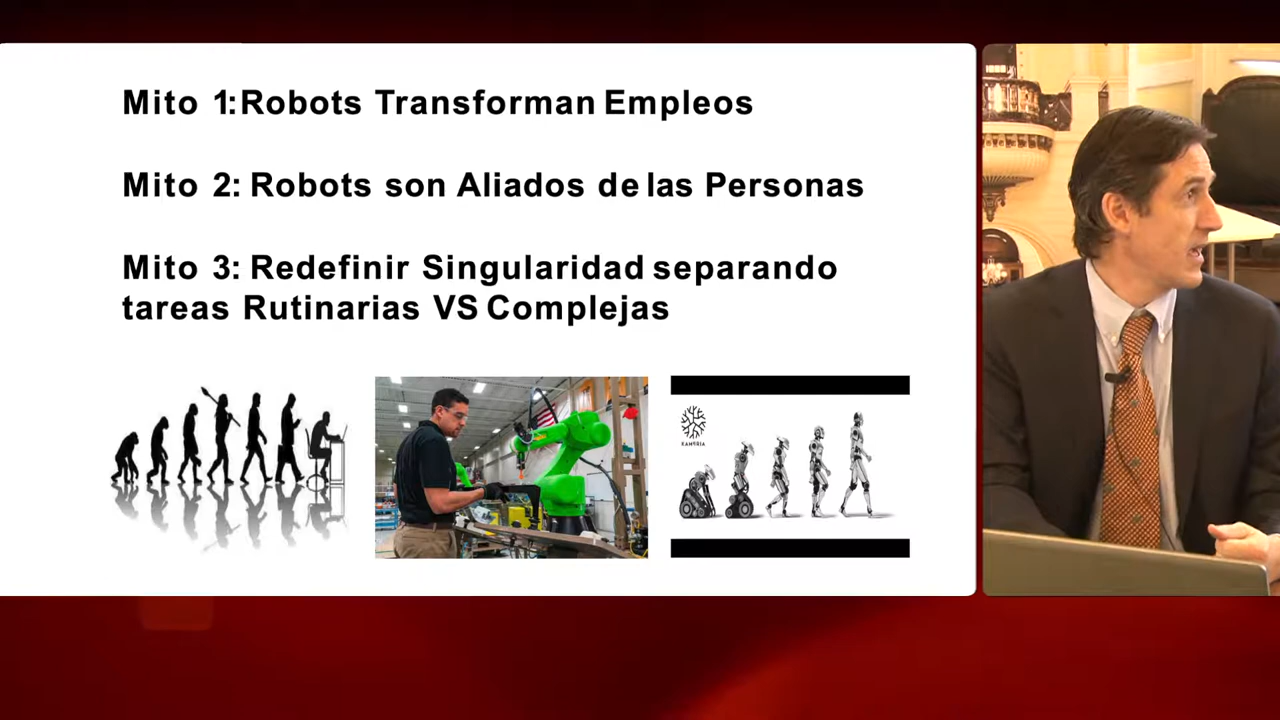 Mito 1:Robots Transforman Empleos
Mito 2: Robots son Aliados de las Personas
Mito 3: Redefinir Singularidad separando
tareas Rutinarias VS Complejas
KAMBRIA